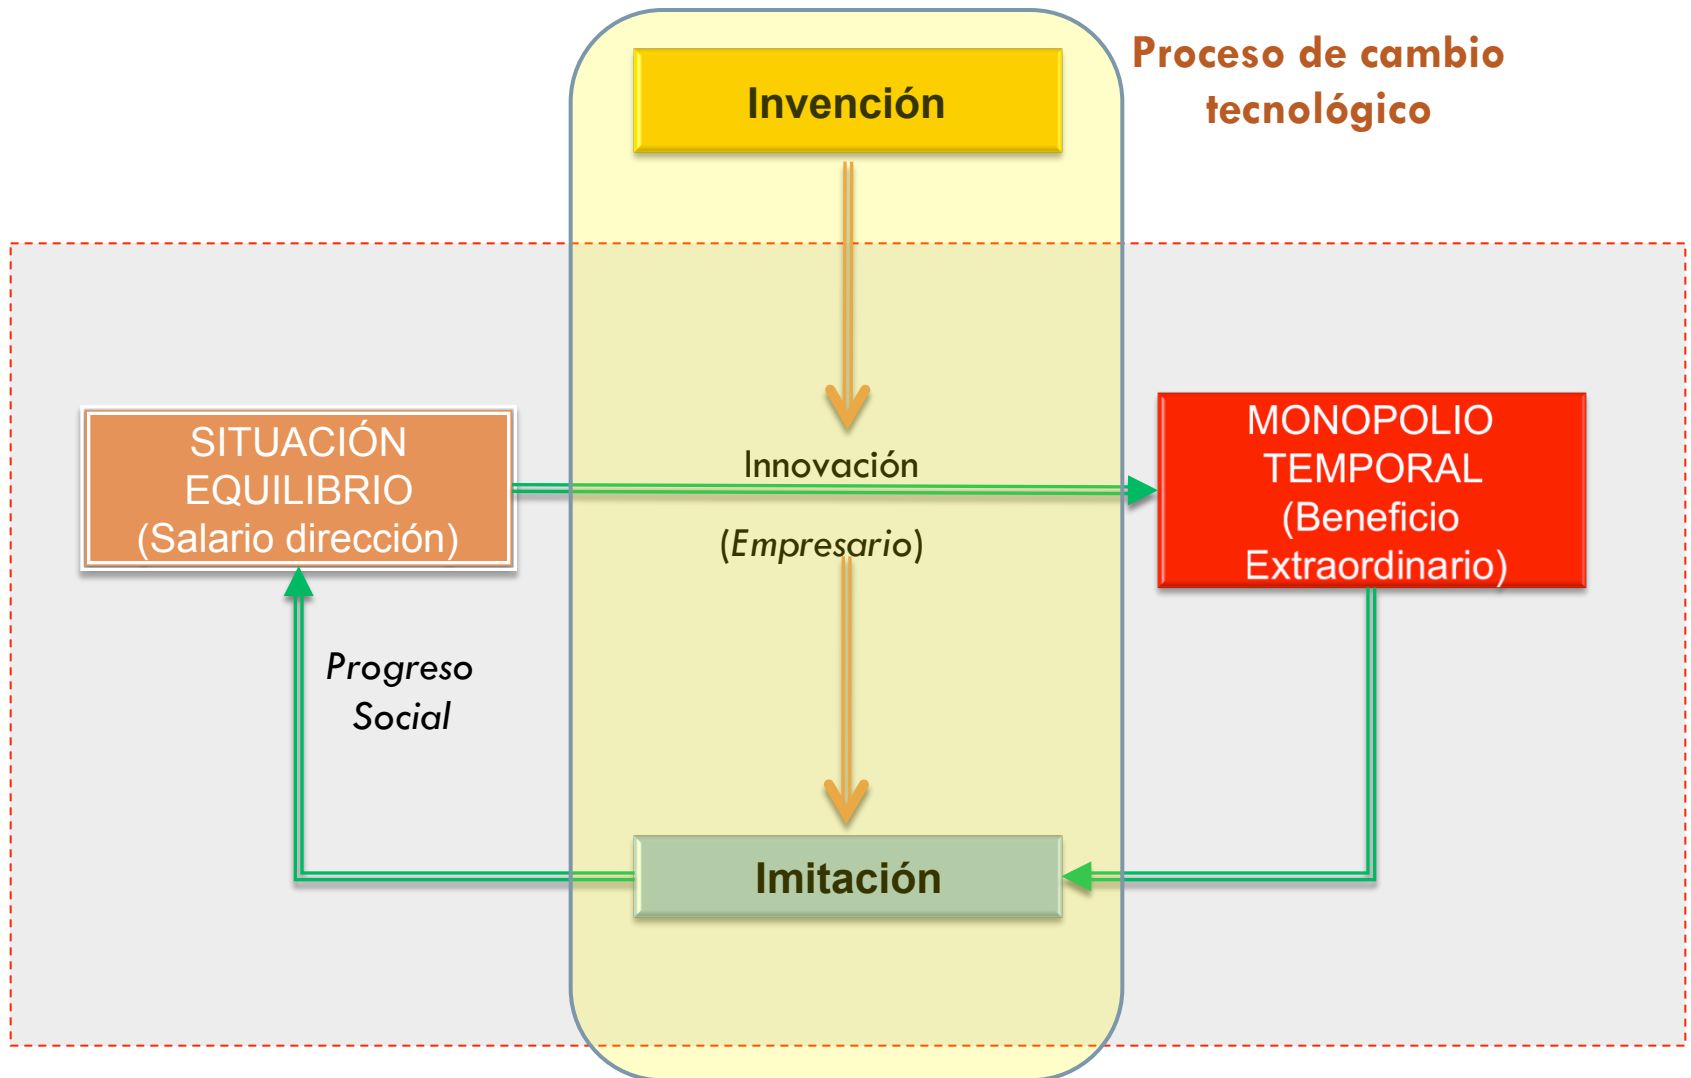 Proceso de cambio
tecnológico
Invención
SITUACIÓN
EQUILIBRIO
(Salario dirección)
Innovación
(Empresario)
MONOPOLIO
TEMPORAL
(Beneficio
Extraordinario)
Progreso
Social
Imitación